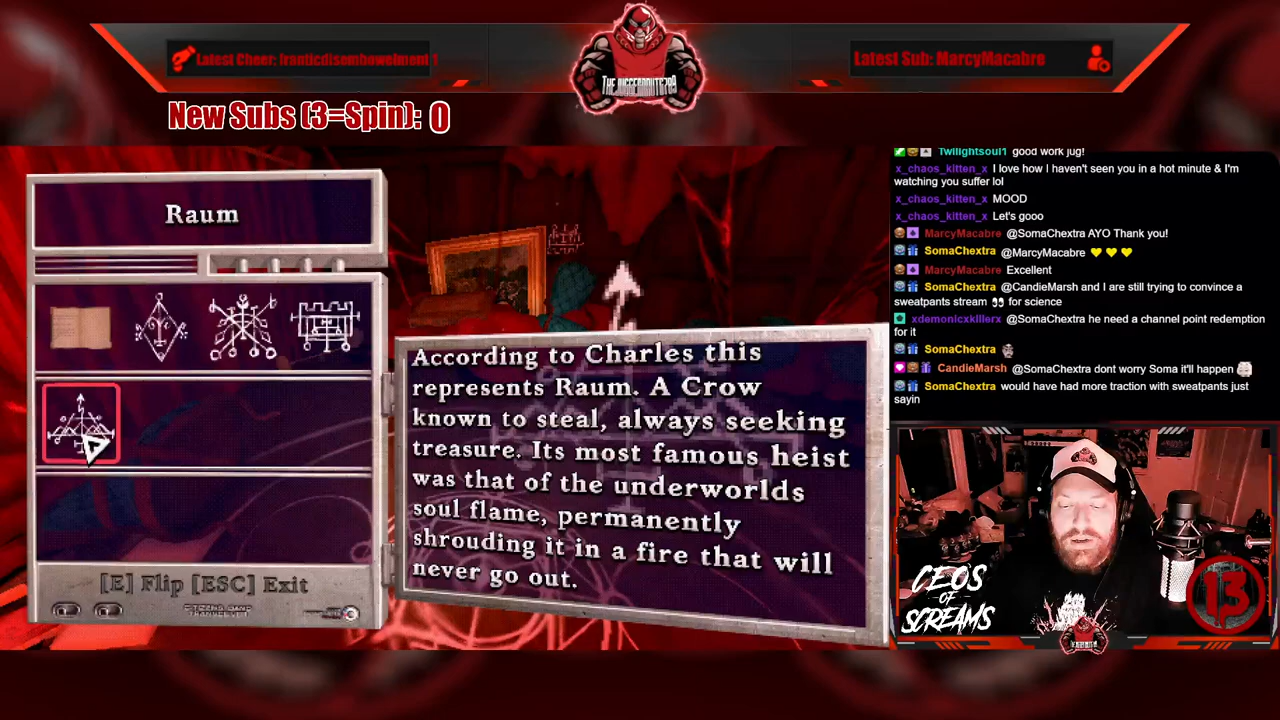 Latest Cheer: franticdisembowelment 1
THEJUGGERNAUT6789
Latest Sub: MarcyMacabre
New Subs (3=Spin): 0
Raum
[E] Flip [ESC] Exit
CITIZENS BAND
TRANSCEIVER
According to Charles this
represents Raum. A Crow
known to steal, always seeking
treasure. Its most famous heist
was that of the underworlds
soul flame, permanently
shrouding it in a fire that will
never go out.
Twilightsoul1 good work jug!
x_chaos_kitten_x I love how I haven't seen you in a hot minute & I'm
watching you suffer lol
x_chaos_kitten_x MOOD
x_chaos_kitten_x Let's gooo
MarcyMacabre @SomaChextra AYO Thank you!
SomaChextra @MarcyMacabre
MarcyMacabre Excellent
SomaChextra @CandieMarsh and I are still trying to convince a
sweatpants stream 👀 for science
xdemonicxkillerx @SomaChextra he need a channel point redemption
for it
SomaChextra
CandieMarsh @SomaChextra dont worry Soma it'll happen
SomaChextra would have had more traction with sweatpants just
sayin
CEOS
OF
SCREAMS
13